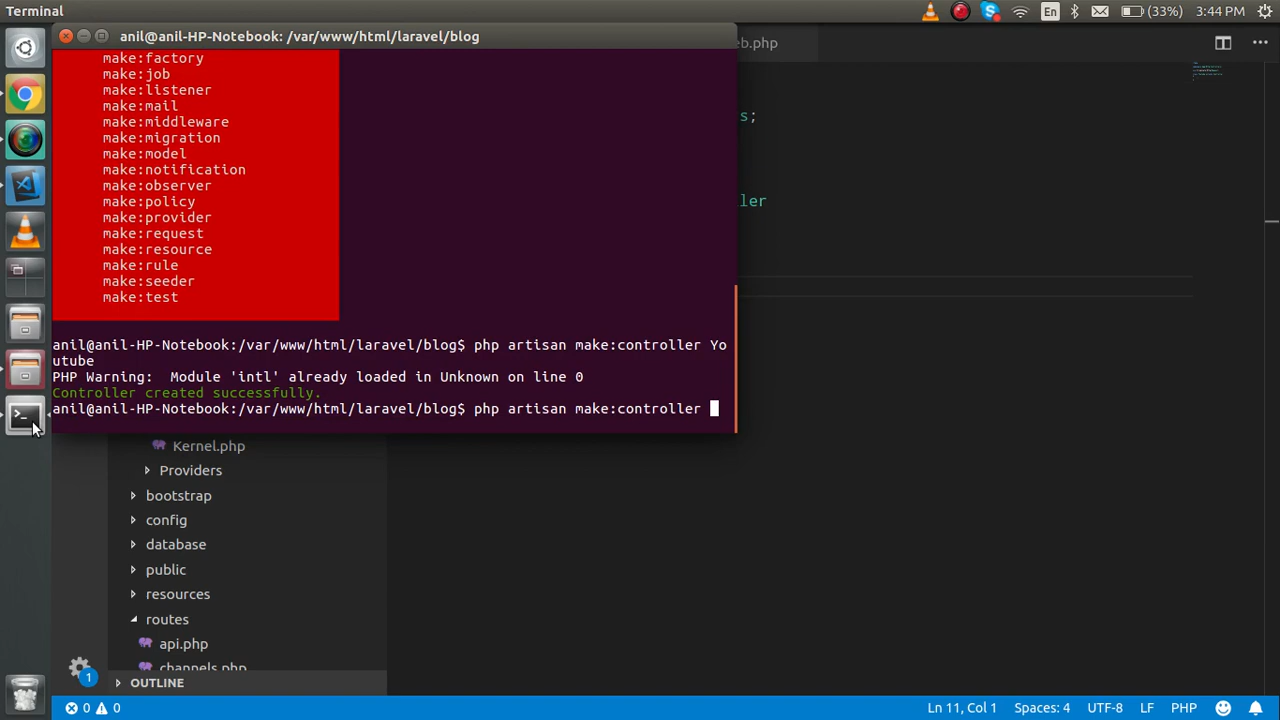 Terminal
En
(33%)
3:44 PM
anil@anil-HP-Notebook: /var/www/html/laravel/blog
eb.php
make:factory
make:job
make:listener
make:mail
make:middleware
make:migration
make:model
make:notification
make:observer
make:policy
make:provider
make:request
make:resource
make:rule
make:seeder
make:test
s;
ler
anil@anil-HP-Notebook:/var/www/html/laravel/blog$ php artisan make:controller Yo
utube
PHP Warning:  Module 'intl' already loaded in Unknown on line 0
Controller created successfully.
anil@anil-HP-Notebook:/var/www/html/laravel/blog$ php artisan make:controller
Kernel.php
Providers
bootstrap
config
database
public
resources
routes
api.php
channels.php
OUTLINE
1
0 0
Ln 11, Col 1
Spaces: 4
UTF-8
LF
PHP